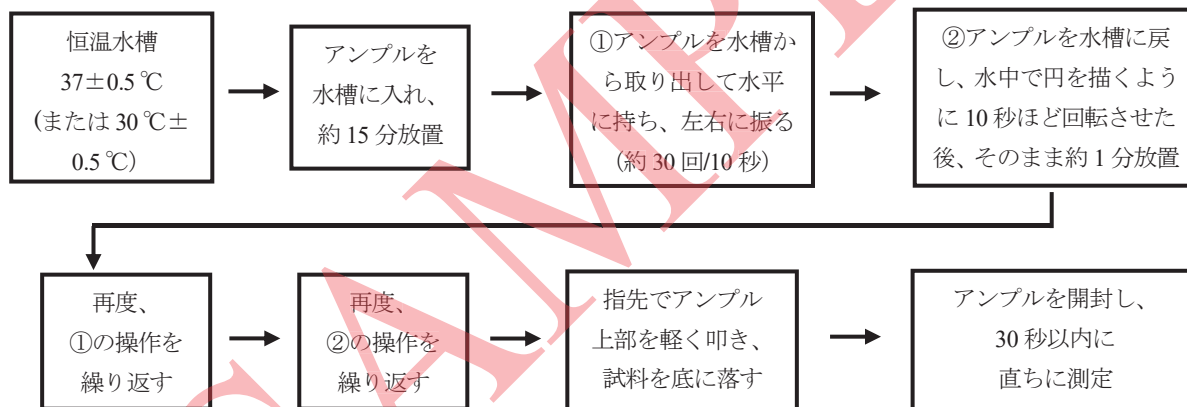 恒温水槽
37±0.5 ℃
(または 30 ℃±
0.5 ℃)
アンプルを
水槽に入れ、
約 15 分放置
①アンプルを水槽か
ら取り出して水平
に持ち、左右に振る
(約 30 回/10 秒)
②アンプルを水槽に戻
し、水中で円を描くよう
に 10 秒ほど回転させた
後、そのまま約 1 分放置
再度、
①の操作を
繰り返す
再度、
②の操作を
繰り返す
指先でアンプル
上部を軽く叩き、
試料を底に落す
アンプルを開封し、
30 秒以内に
直ちに測定
SAMPLE